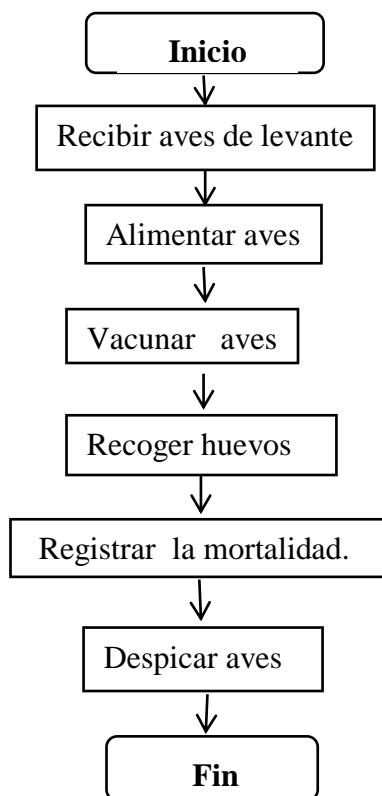 Inicio
Recibir aves de levante
Alimentar aves
Vacunar aves
Recoger huevos
Registrar la mortalidad.
Despicar aves
Fin